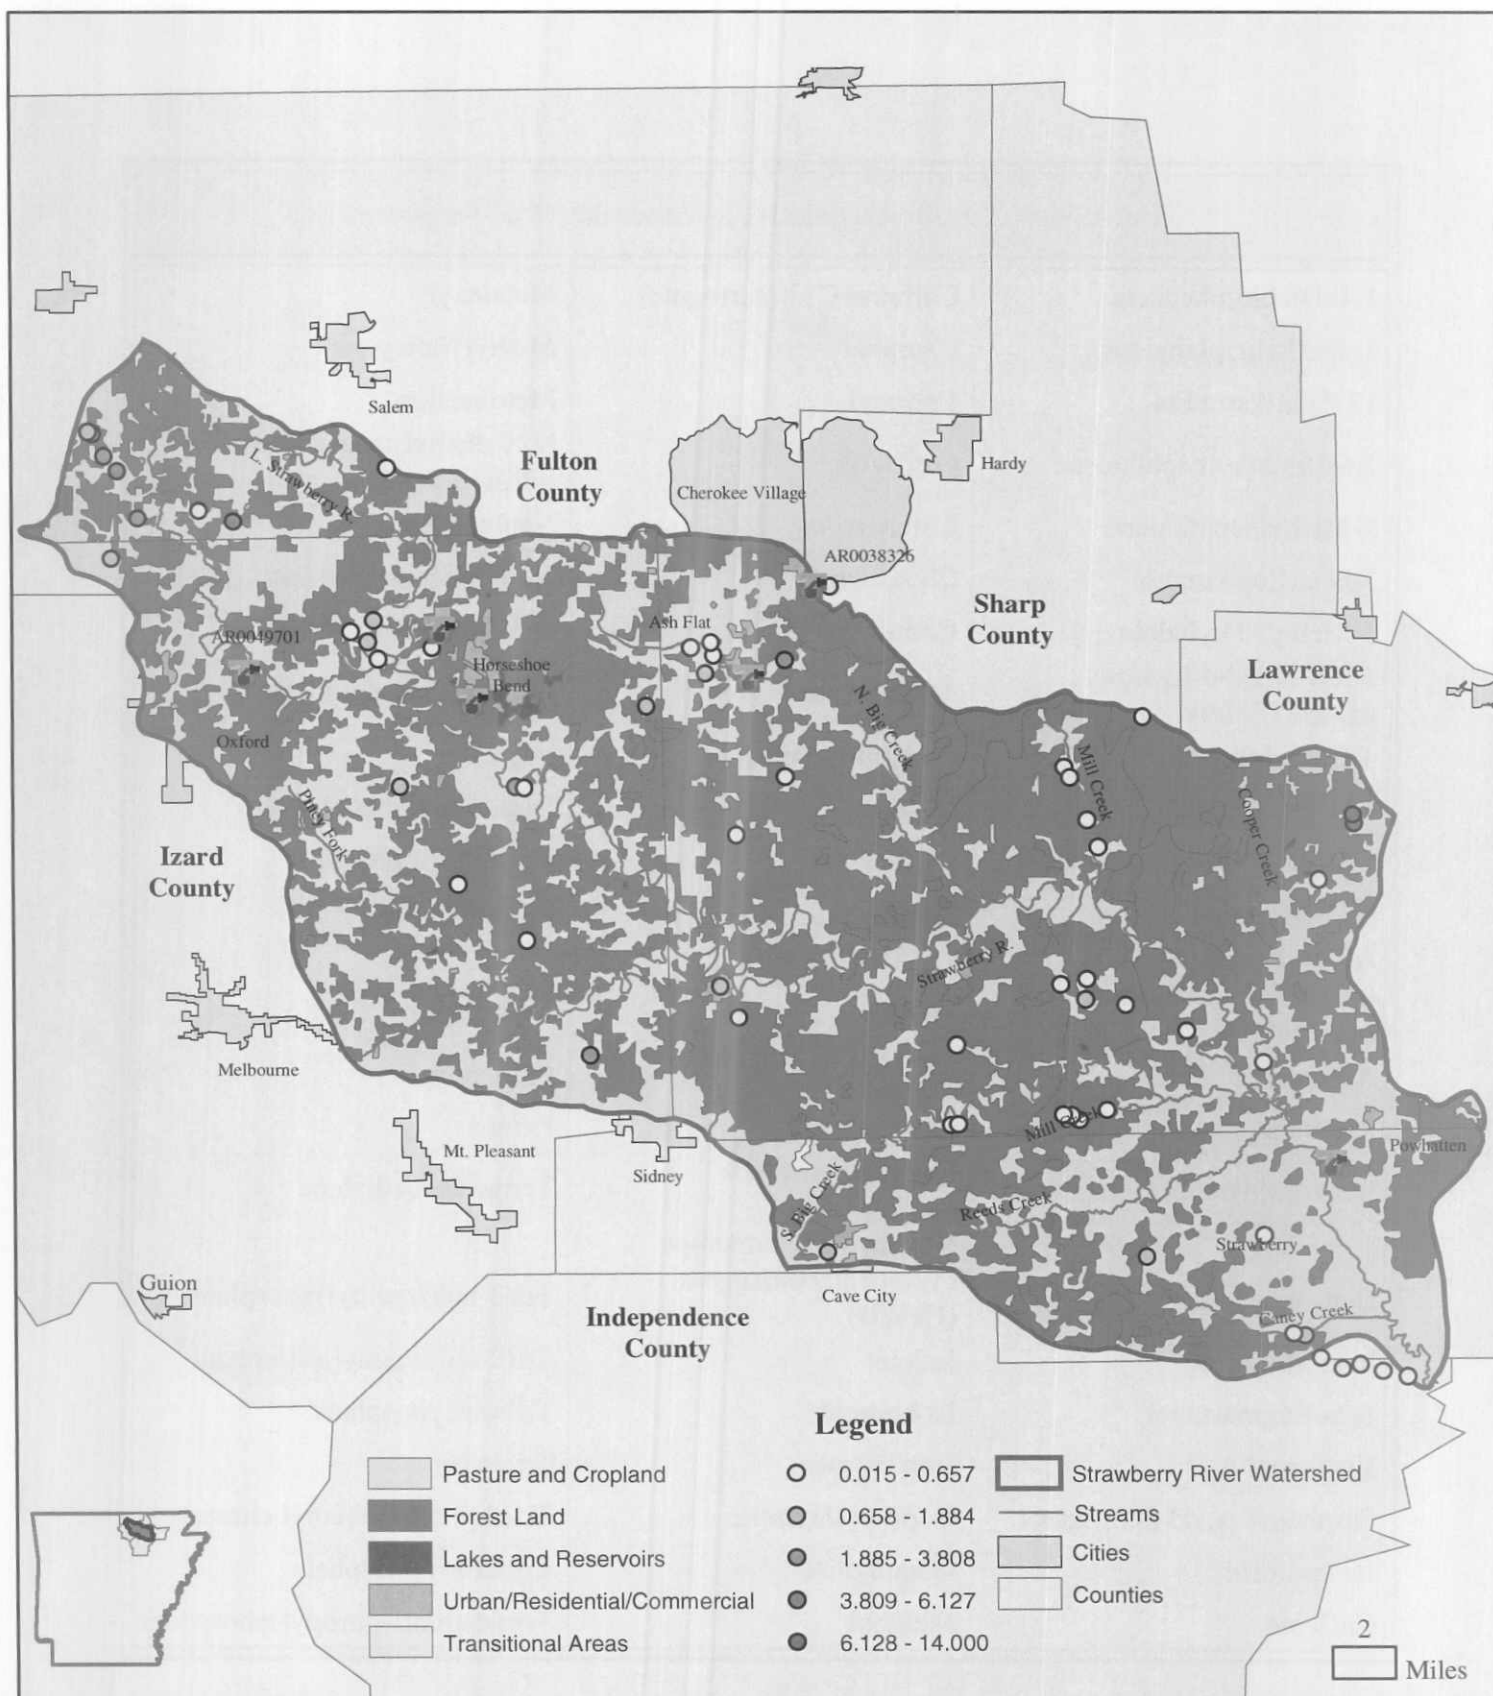 Salem
L. Strawberry R.
Fulton
County
Hardy
Cherokee Village
AR0038326
Sharp
County
Ash Flat
AR0049701
Horseshoe
Bend
Lawrence
County
N. Big Creek
Mill Creek
Oxford
Cooper Creek
Piney Fork
Izard
County
Strawberry R.
Melbourne
Mill Creek
Powhatten
Mt. Pleasant
Sidney
S. Big Creek
Reeds Creek
Strawberry
Guion
Cave City
Caney Creek
Independence
County
Legend
Pasture and Cropland
Forest Land
Lakes and Reservoirs
Urban/Residential/Commercial
Transitional Areas
0.015 - 0.657
0.658 - 1.884
1.885 - 3.808
3.809 - 6.127
6.128 - 14.000
Strawberry River Watershed
Streams
Cities
Counties
2
Miles